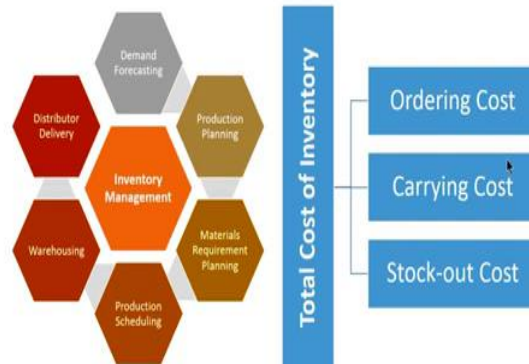 Demand
Forecasting
Production
Planning
Materials
Requirement
Planning
Production
Scheduling
Warehousing
Distributor
Delivery
Inventory
Management
Total Cost of Inventory
Ordering Cost
Carrying Cost
Stock-out Cost